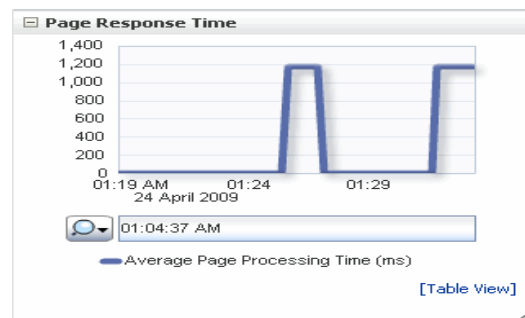 Page Response Time
1,400
1,200
1,000
800
600
400
200
0
01:19 AM 01:24 01:29
24 April 2009
01:04:37 AM
Average Page Processing Time (ms)
[Table View]